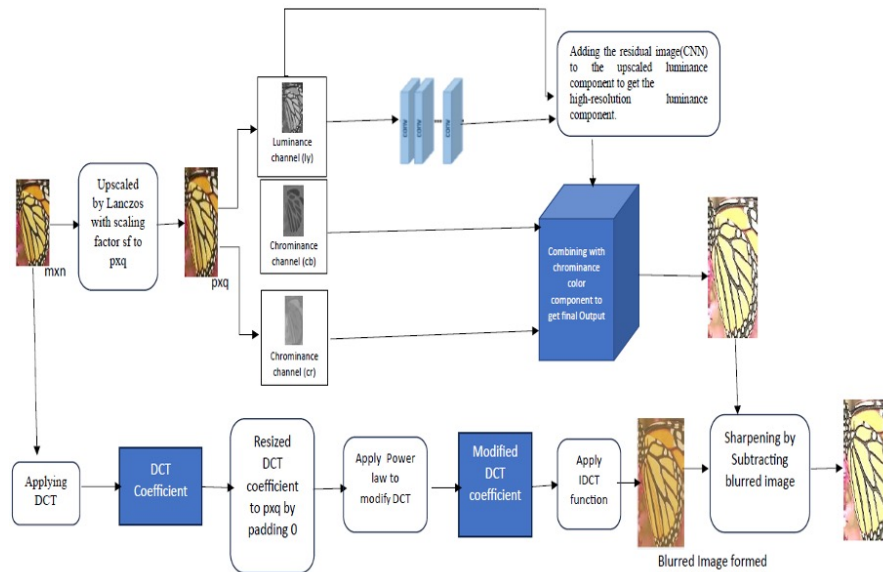 Adding the residual image(CNN)
to the upscaled luminance
component to get the
high-resolution luminance
component.
Luminance channel (ly)
conv
conv
conv
Upscaled
by Lanczos
with scaling
factor sf to
pxq
mxn
pxq
Chrominance
channel (cb)
Combining with
chrominance
color
component to
get final Output
Chrominance
channel (cr)
Applying
DCT
DCT
Coefficient
Resized
DCT
coefficient
to pxq by
padding 0
Apply Power
law to
modify DCT
Modified
DCT
coefficient
Apply
IDCT
function
Sharpening by
Subtracting
blurred image
Blurred Image formed